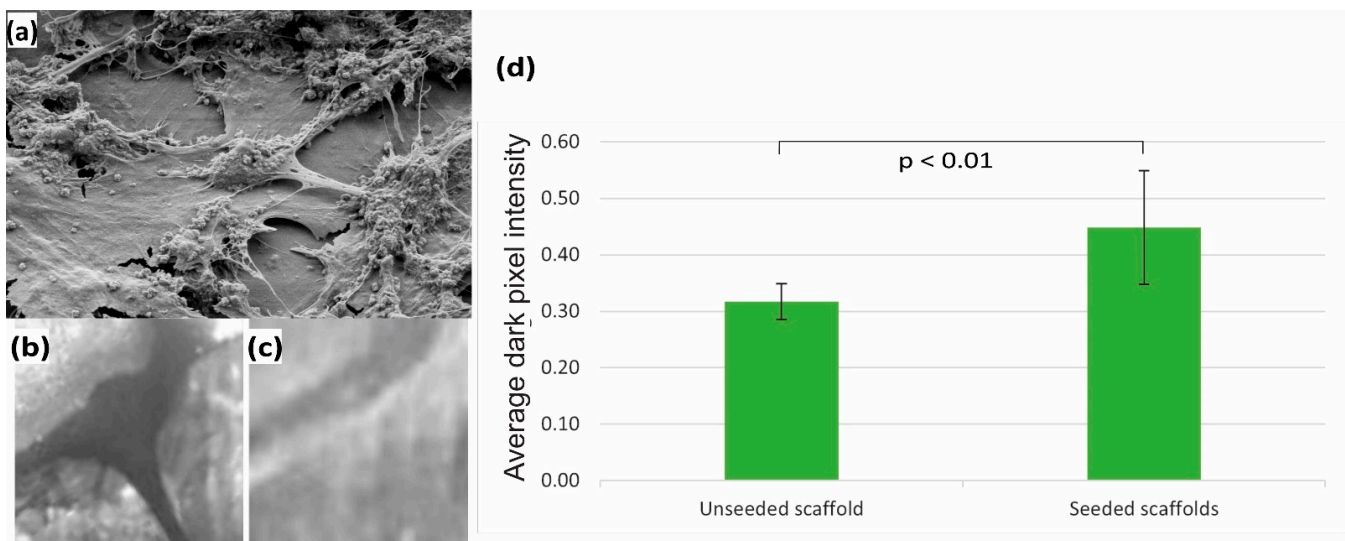 (a)
(b)
(c)
(d)
Average dark pixel intensity
0.60
0.50
0.40
0.30
0.20
0.10
0.00
p < 0.01
Unseeded scaffold
Seeded scaffolds